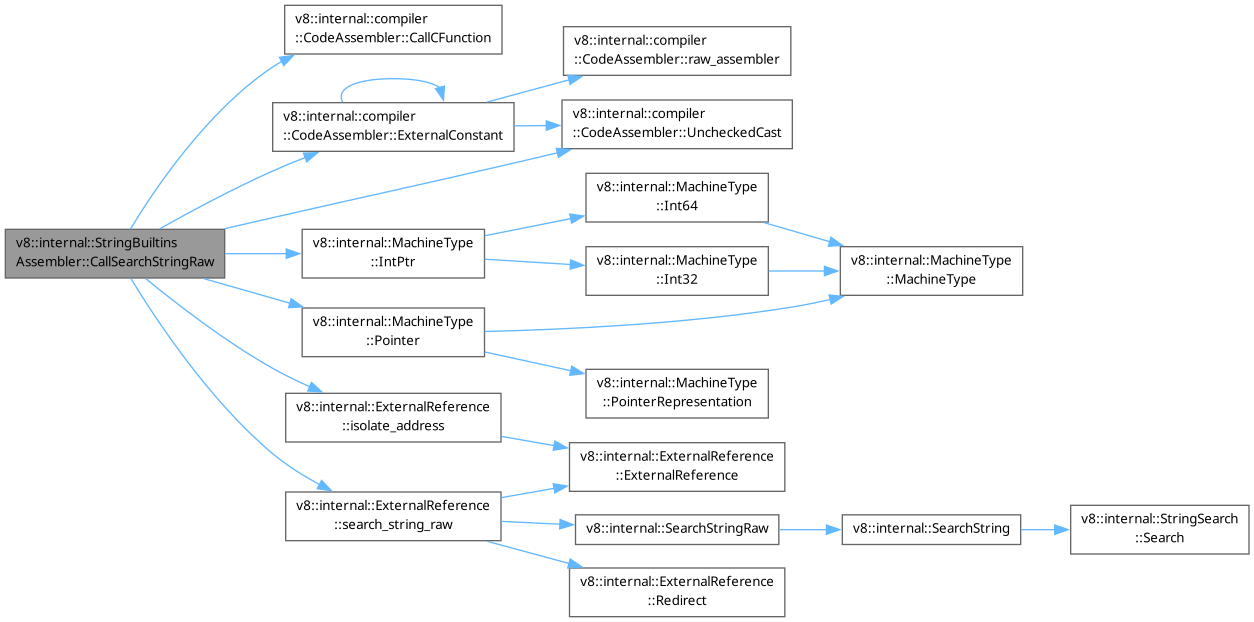 v8::internal::compiler
::CodeAssembler::CallCFunction
v8::internal::compiler
::CodeAssembler::raw_assembler
v8::internal::compiler
::CodeAssembler::ExternalConstant
v8::internal::compiler
::CodeAssembler::UncheckedCast
v8::internal::MachineType
::Int64
v8::internal::StringBuiltins
Assembler::CallSearchStringRaw
v8::internal::MachineType
::IntPtr
v8::internal::MachineType
::Int32
v8::internal::MachineType
::MachineType
v8::internal::MachineType
::Pointer
v8::internal::MachineType
::PointerRepresentation
v8::internal::ExternalReference
::isolate_address
v8::internal::ExternalReference
::ExternalReference
v8::internal::ExternalReference
::search_string_raw
v8::internal::SearchStringRaw
v8::internal::SearchString
v8::internal::StringSearch
::Search
v8::internal::ExternalReference
::Redirect